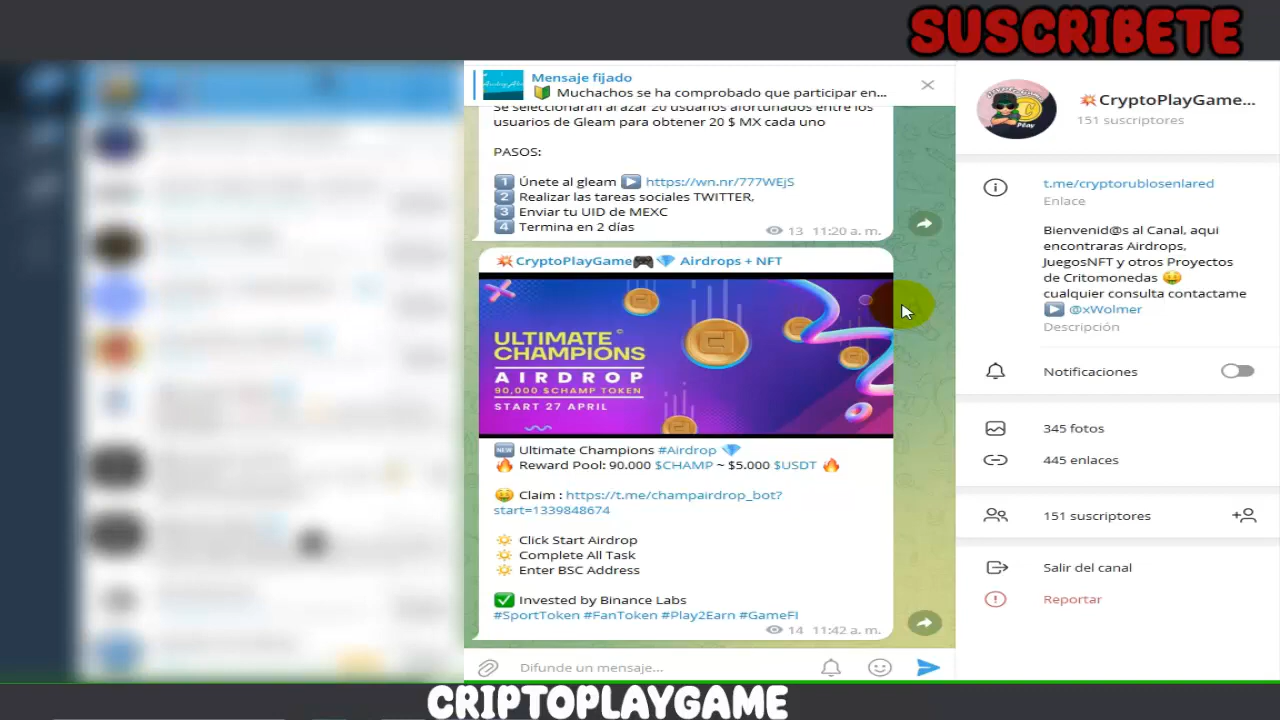 SUSCRIBETE
Mensaje fijado
Muchachos se ha comprobado que participar en...
Se seleccionarán al azar 20 usuarios afortunados entre los
usuarios de Gleam para obtener 20 $ MX cada uno
PASOS:
1 Únete al gleam https://wn.nr/777WEjS
2 Realizar las tareas sociales TWITTER,
3 Enviar tu UID de MEXC
4 Termina en 2 días
13 11:20 a. m.
CryptoPlayGame Airdrops + NFT
ULTIMATE
CHAMPIONS
AIRDROP
90,000 $CHAMP TOKEN
START 27 APRIL
NEW Ultimate Champions #Airdrop
Reward Pool: 90.000 $CHAMP ~ $5.000 $USDT
Claim : https://t.me/champairdrop_bot?
start=1339848674
Click Start Airdrop
Complete All Task
Enter BSC Address
Invested by Binance Labs
#SportToken #FanToken #Play2Earn #GameFI
14 11:42 a. m.
Difunde un mensaje...
CryptoPlayGame...
151 suscriptores
t.me/cryptorublosenlared
Enlace
Bienvenid@s al Canal, aqui
encontraras Airdrops,
JuegosNFT y otros Proyectos
de Critomonedas
cualquier consulta contactame
@xWolmer
Descripción
Notificaciones
345 fotos
445 enlaces
151 suscriptores
Salir del canal
Reportar
CRIPTOPLAYGAME